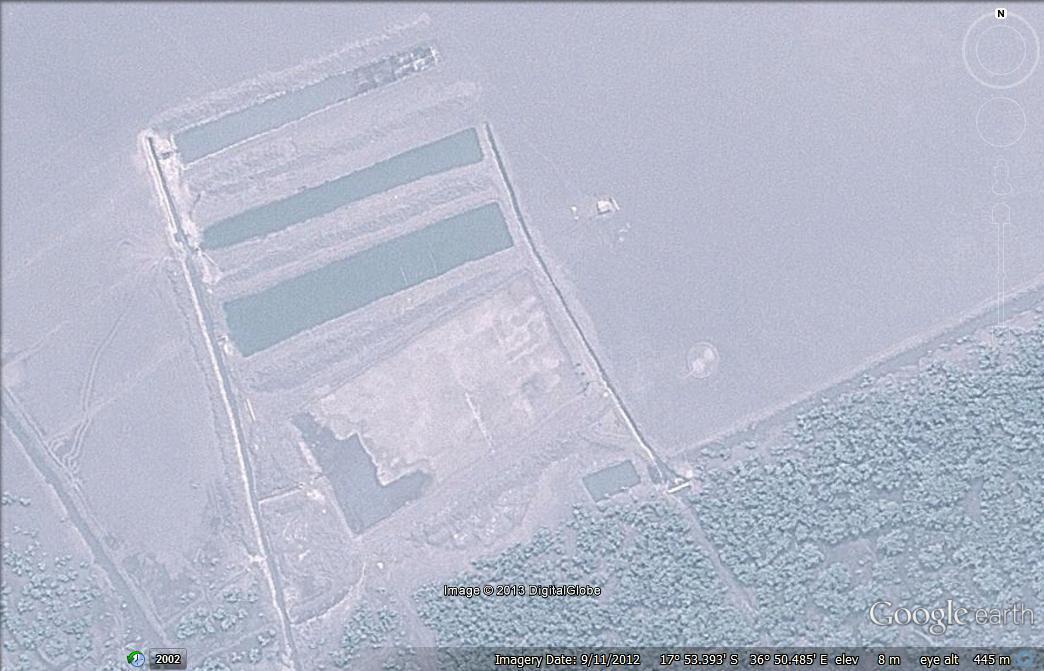 N
Image © 2013 DigitalGlobe
Google earth
2002
Imagery Date: 9/11/2012 17° 53.393' S 36° 50.485' E elev 8 m eye alt 445 m